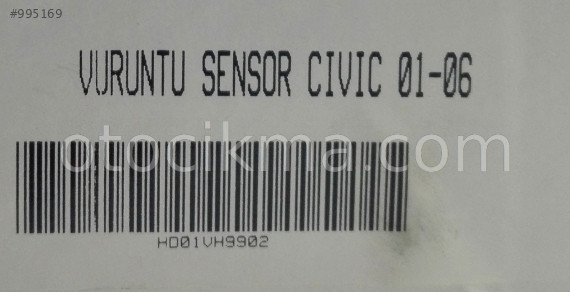 #995169
VURUNTU SENSOR CIVIC 01-06
otocikma.com
HD01VH9902